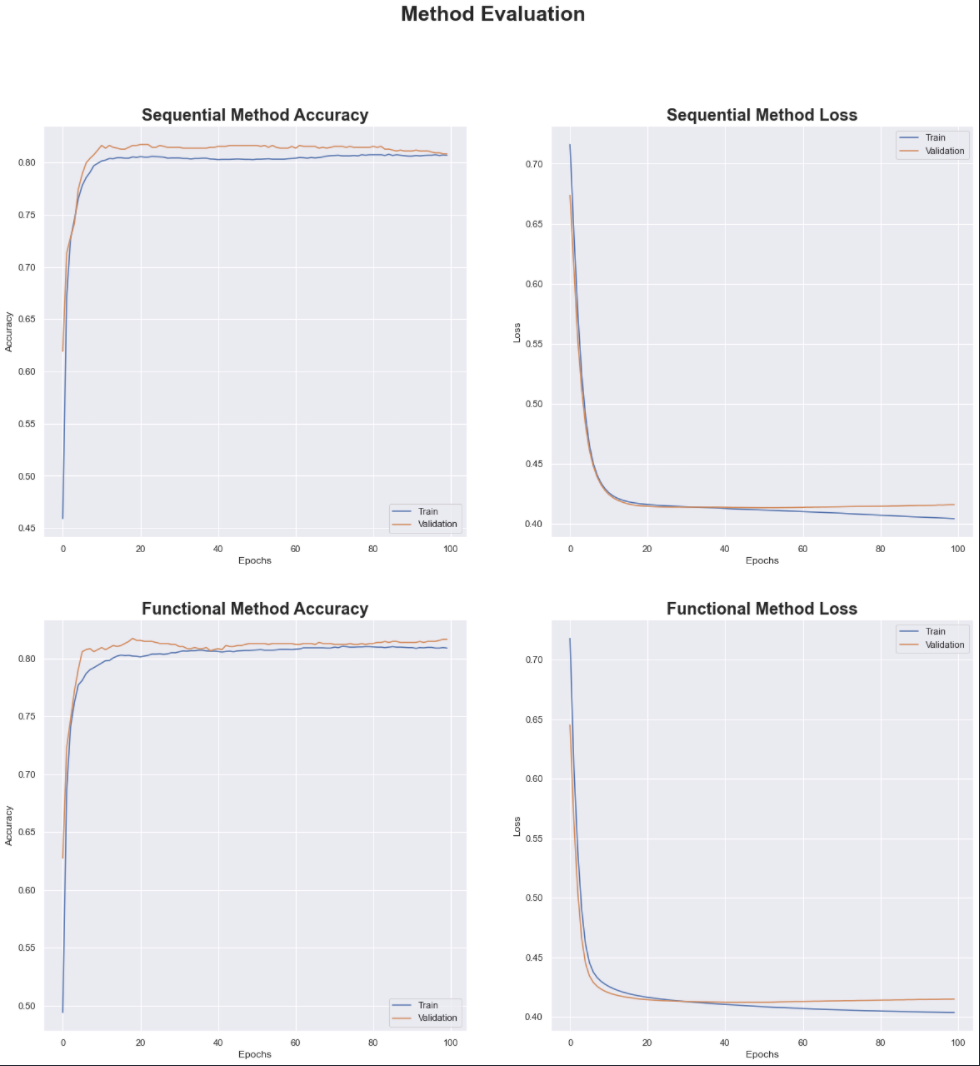 Method Evaluation
Sequential Method Accuracy
Accuracy
0.80
0.75
0.70
0.65
0.60
0.55
0.50
0.45
0
20
40
60
80
100
Epochs
Train
Validation
Sequential Method Loss
Loss
0.70
0.65
0.60
0.55
0.50
0.45
0.40
0
20
40
60
80
100
Epochs
Train
Validation
Functional Method Accuracy
Accuracy
0.80
0.75
0.70
0.65
0.60
0.55
0.50
0
20
40
60
80
100
Epochs
Train
Validation
Functional Method Loss
Loss
0.70
0.65
0.60
0.55
0.50
0.45
0.40
0
20
40
60
80
100
Epochs
Train
Validation